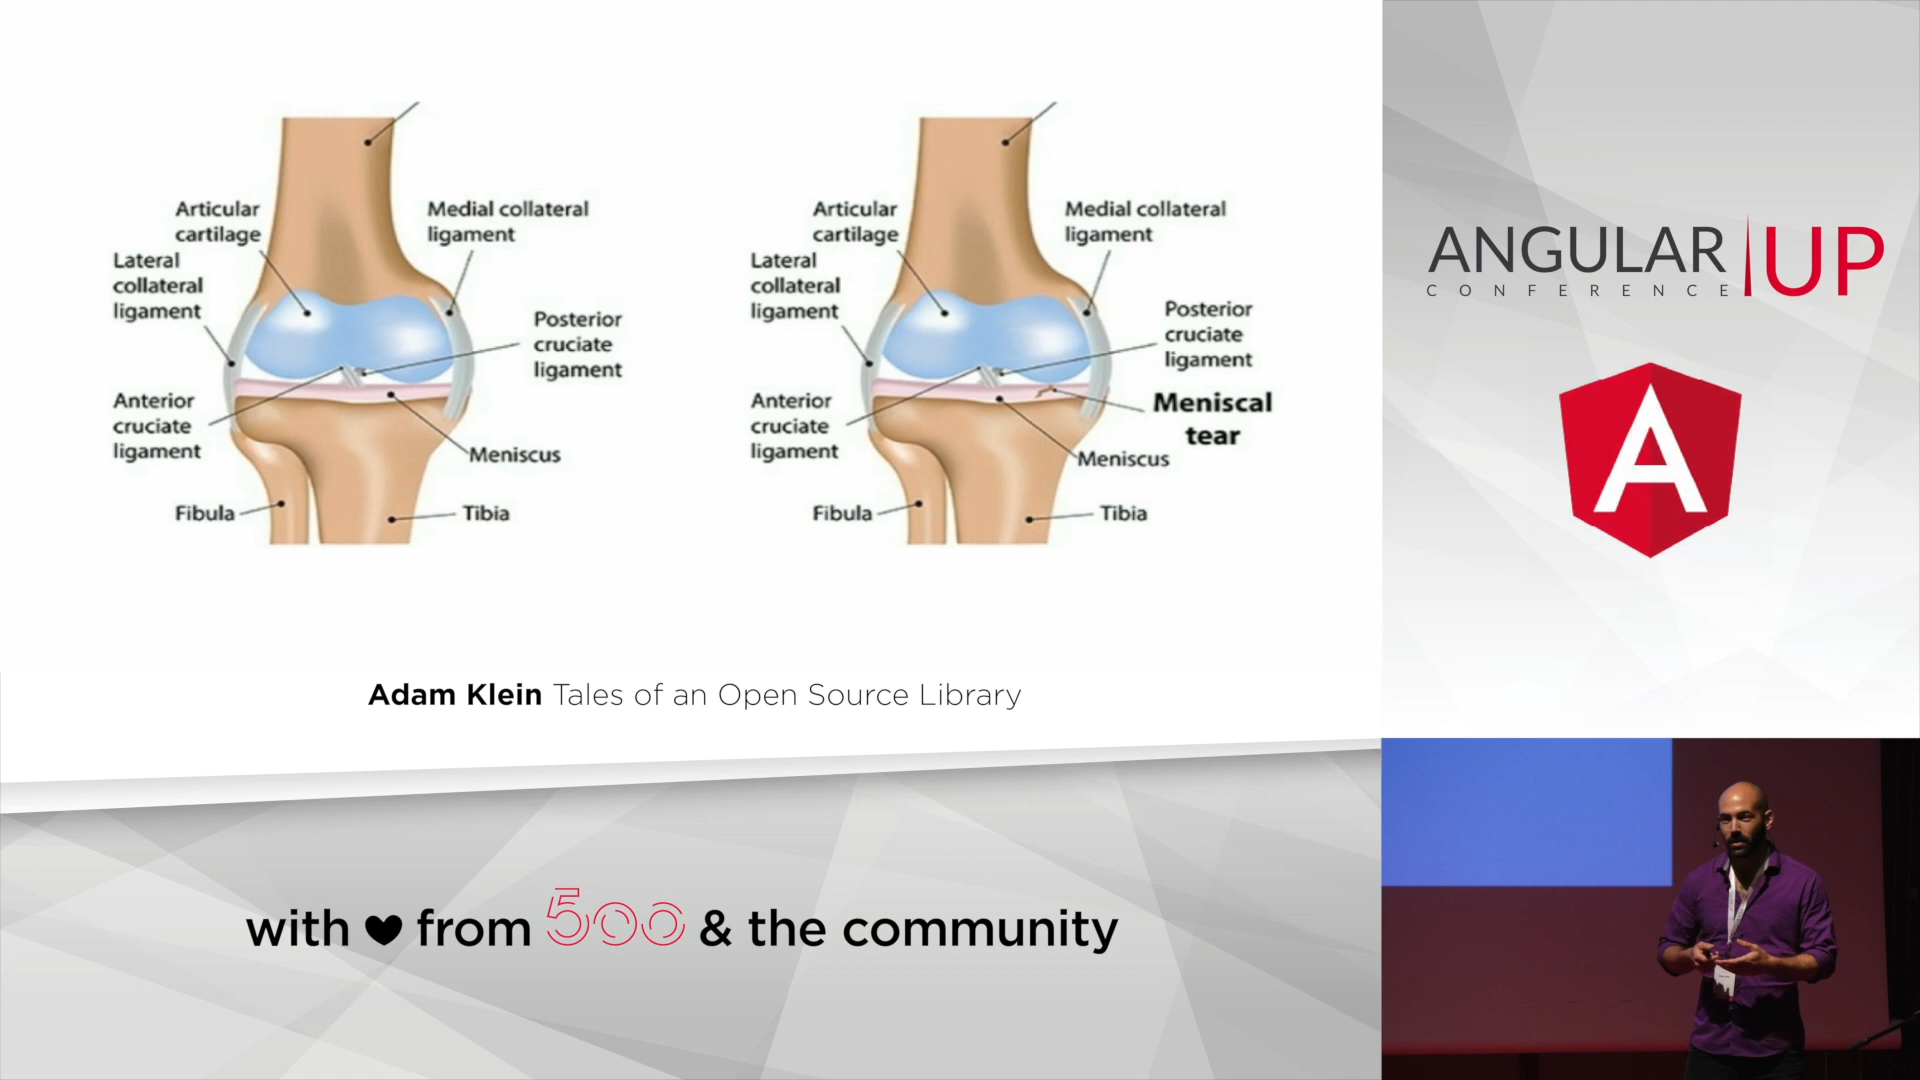 Articular
cartilage
Medial collateral
ligament
Lateral
collateral
ligament
Posterior
cruciate
ligament
Anterior
cruciate
ligament
Meniscus
Fibula
Tibia
Articular
cartilage
Medial collateral
ligament
Lateral
collateral
ligament
Posterior
cruciate
ligament
Meniscal
tear
Anterior
cruciate
ligament
Meniscus
Fibula
Tibia
Adam Klein Tales of an Open Source Library
with ♥ from 500 & the community
ANGULAR UP
CONFERENCE
A